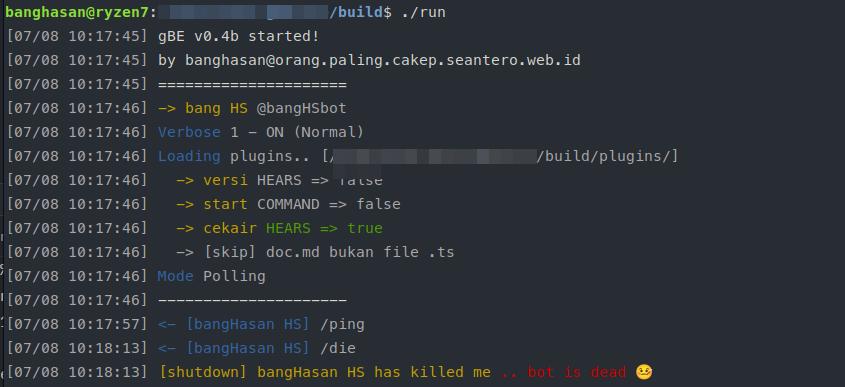 banghasan@ryzen7: /build$ ./run
[07/08 10:17:45] gBE v0.4b started!
[07/08 10:17:45] by banghasan@orang.paling.cakep.seantero.web.id
[07/08 10:17:45] =====================
[07/08 10:17:46] -> bang HS @bangHSbot
[07/08 10:17:46] Verbose 1 - ON (Normal)
[07/08 10:17:46] Loading plugins.. [/ /build/plugins/]
[07/08 10:17:46] -> versi HEARS => false
[07/08 10:17:46] -> start COMMAND => false
[07/08 10:17:46] -> cekair HEARS => true
[07/08 10:17:46] -> [skip] doc.md bukan file .ts
[07/08 10:17:46] Mode Polling
[07/08 10:17:46] ---------------------
[07/08 10:17:57] <- [bangHasan HS] /ping
[07/08 10:18:13] <- [bangHasan HS] /die
[07/08 10:18:13] [shutdown] bangHasan HS has killed me .. bot is dead 🤒